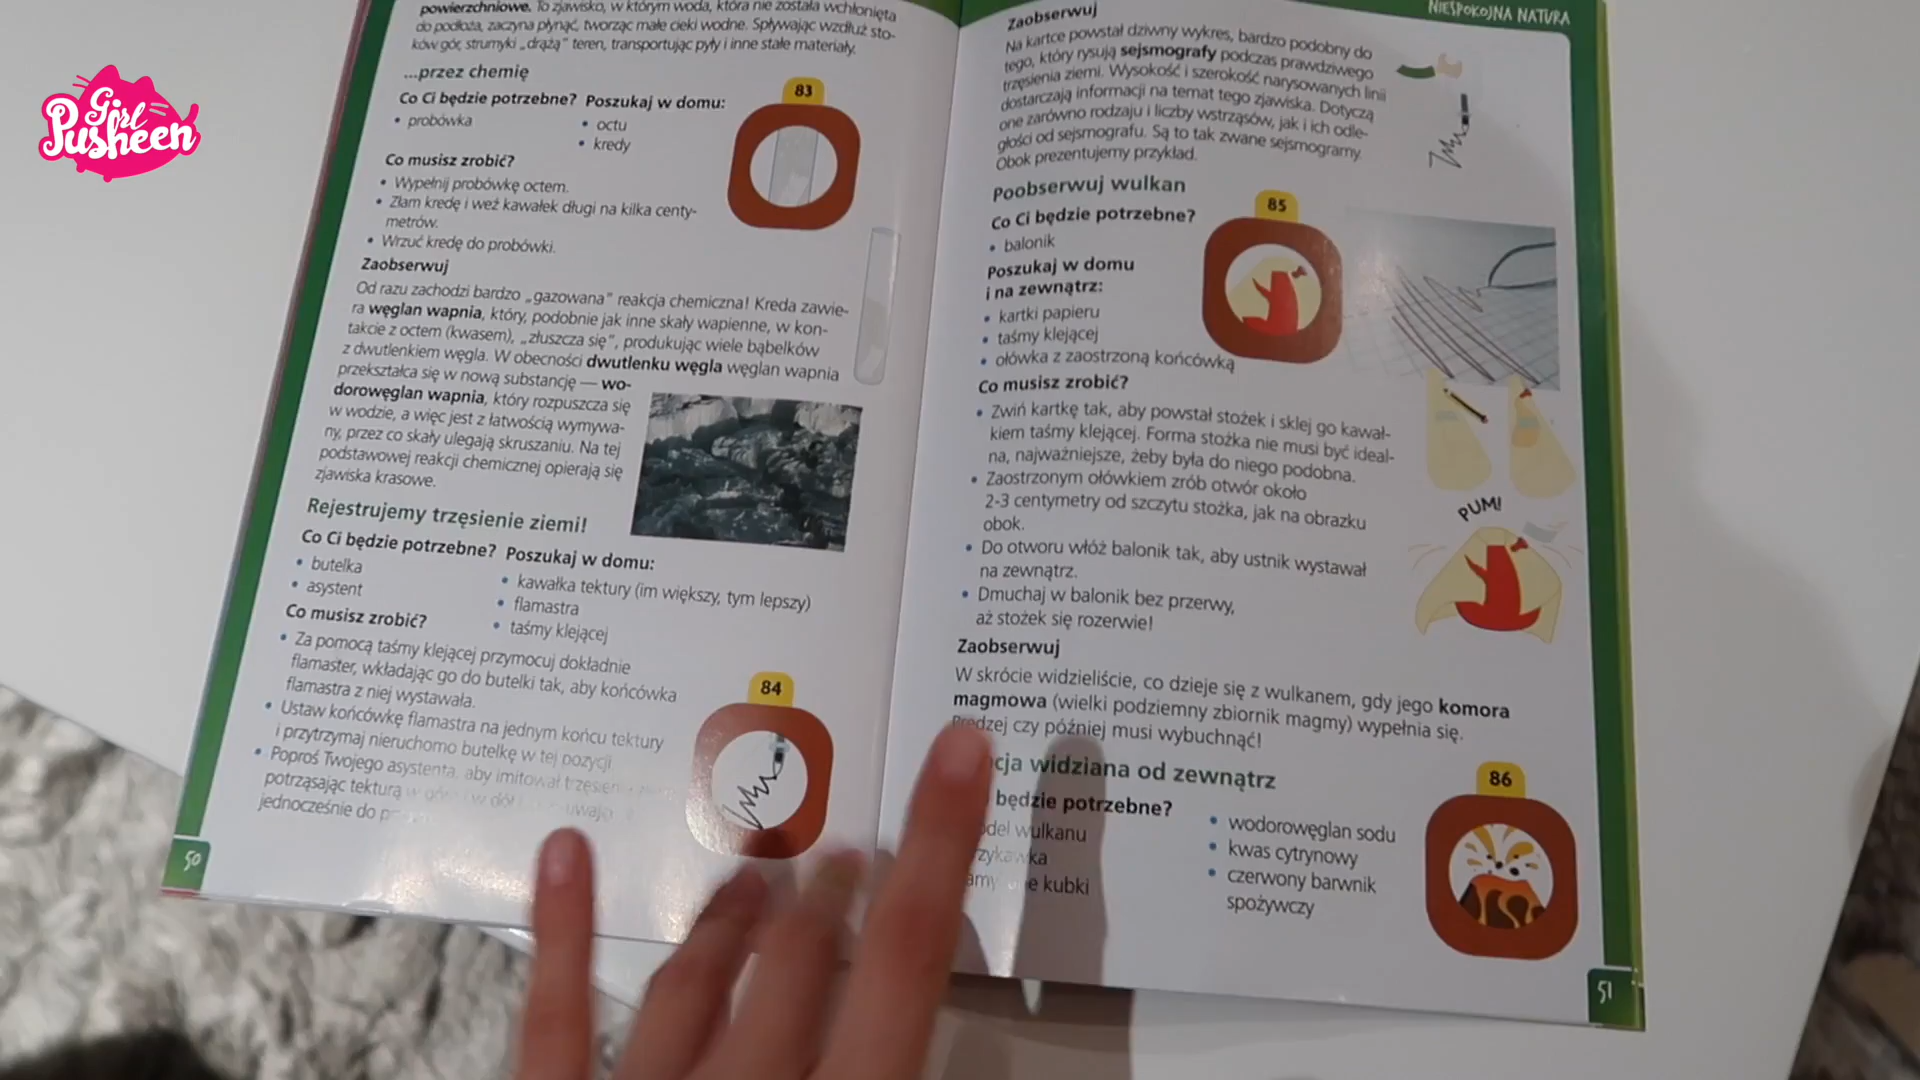 Girl
Pusheen
powierzchniowe. To zjawisko, w którym woda, która nie została wchłonięta
do podłoża, zaczyna płynąć, tworząc małe cieki wodne. Spływając wzdłuż sto-
ków gór, strumyki „drążą” teren, transportując pyły i inne stałe materiały.
...przez chemię
Co Ci będzie potrzebne? Poszukaj w domu:
• probówka
• octu
• kredy
83
Co musisz zrobić?
• Wypełnij probówkę octem.
• Złam kredę i weź kawałek długi na kilka centy-
metrów.
• Wrzuć kredę do probówki.
Zaobserwuj
Od razu zachodzi bardzo „gazowana” reakcja chemiczna! Kreda zawie-
ra węglan wapnia, który, podobnie jak inne skały wapienne, w kon-
takcie z octem (kwasem), „złuszcza się”, produkując wiele bąbelków
z dwutlenkiem węgla. W obecności dwutlenku węgla węglan wapnia
przekształca się w nową substancję — wo-
dorowęglan wapnia, który rozpuszcza się
w wodzie, a więc jest z łatwością wymywa-
ny, przez co skały ulegają skruszaniu. Na tej
podstawowej reakcji chemicznej opierają się
zjawiska krasowe.
Rejestrujemy trzęsienie ziemi!
Co Ci będzie potrzebne? Poszukaj w domu:
• butelka
• asystent
• kawałka tektury (im większy, tym lepszy)
• flamastra
• taśmy klejącej
Co musisz zrobić?
• Za pomocą taśmy klejącej przymocuj dokładnie
flamaster, wkładając go do butelki tak, aby końcówka
flamastra z niej wystawała.
• Ustaw końcówkę flamastra na jednym końcu tektury
i przytrzymaj nieruchomo butelkę w tej pozycji.
• Poproś Twojego asystenta, aby imitował trzęsienie
potrząsając tekturą w górę i w dół
jednocześnie do
84
50
NIESPOKOJNA NATURA
Zaobserwuj
Na kartce powstał dziwny wykres, bardzo podobny do
tego, który rysują sejsmografy podczas prawdziwego
trzęsienia ziemi. Wysokość i szerokość narysowanych linii
dostarczają informacji na temat tego zjawiska. Dotyczą
one zarówno rodzaju i liczby wstrząsów, jak i ich odle-
głości od sejsmografu. Są to tak zwane sejsmogramy.
Obok prezentujemy przykład.
Poobserwuj wulkan
Co Ci będzie potrzebne?
• balonik
85
Poszukaj w domu
i na zewnątrz:
• kartki papieru
• taśmy klejącej
• ołówka z zaostrzoną końcówką
Co musisz zrobić?
• Zwiń kartkę tak, aby powstał stożek i sklej go kawał-
kiem taśmy klejącej. Forma stożka nie musi być ideal-
na, najważniejsze, żeby była do niego podobna.
• Zaostrzonym ołówkiem zrób otwór około
2-3 centymetry od szczytu stożka, jak na obrazku
obok.
• Do otworu włóż balonik tak, aby ustnik wystawał
na zewnątrz.
• Dmuchaj w balonik bez przerwy,
aż stożek się rozerwie!
PUM!
Zaobserwuj
W skrócie widzieliście, co dzieje się z wulkanem, gdy jego komora
magmowa (wielki podziemny zbiornik magmy) wypełnia się.
Prędzej czy później musi wybuchnąć!
widziana od zewnątrz
będzie potrzebne?
wulkanu
kubki
• wodorowęglan sodu
• kwas cytrynowy
• czerwony barwnik
spożywczy
86
51